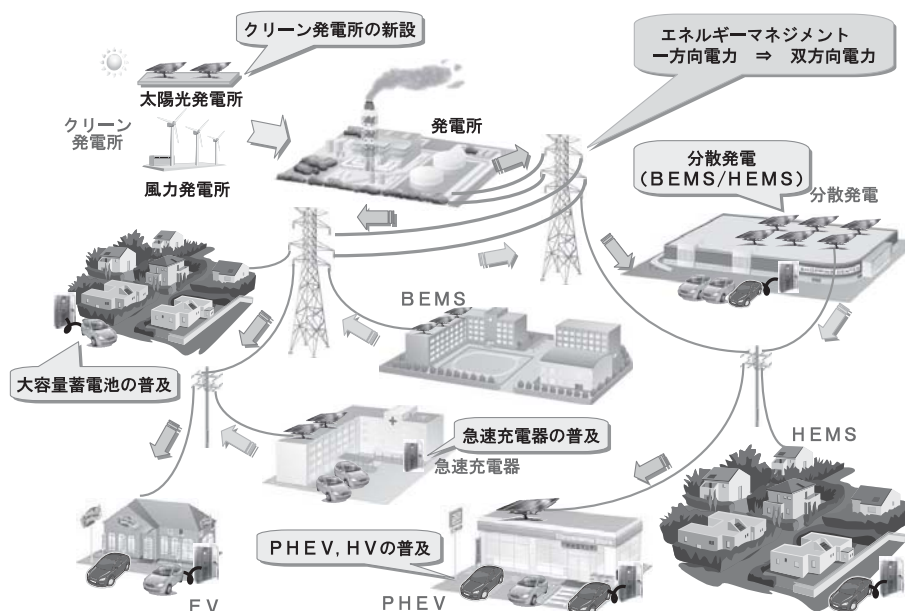 クリーン発電所の新設
エネルギーマネジメント
一方向電力 ⇒ 双方向電力
太陽光発電所
クリーン
発電所
風力発電所
発電所
分散発電
(BEMS/HEMS)
分散発電
BEMS
大容量蓄電池の普及
急速充電器の普及
急速充電器
HEMS
PHEV, HVの普及
EV
PHEV